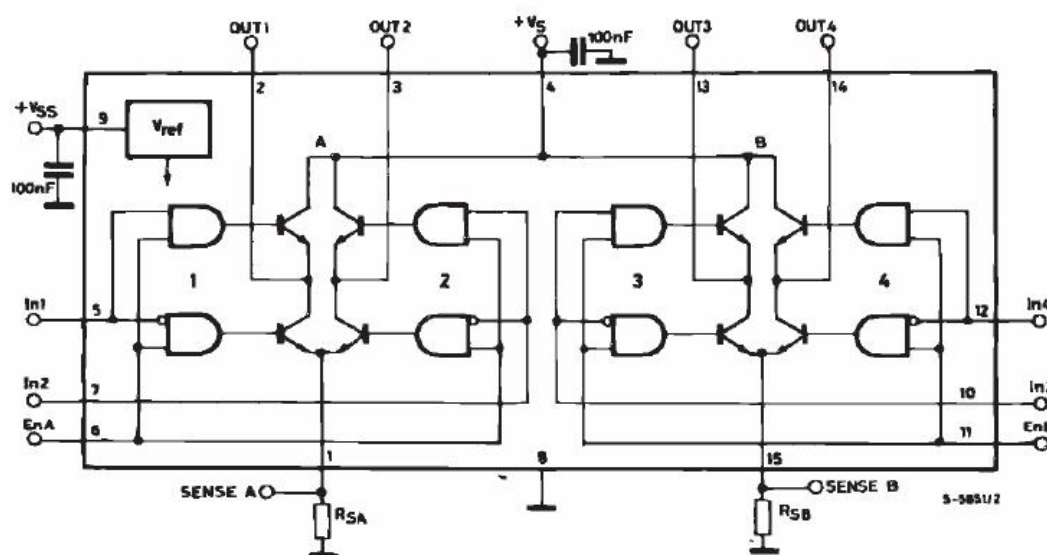 OUT1
OUT2
+VS
100nF
OUT3
OUT4
2
3
4
13
14
+VSS
9
Vref
100nF
A
B
1
2
3
4
In1
5
12
In4
In2
7
10
EnA
6
11
1
8
15
SENSE A
RSA
SENSE B
RSB
S-5851/2